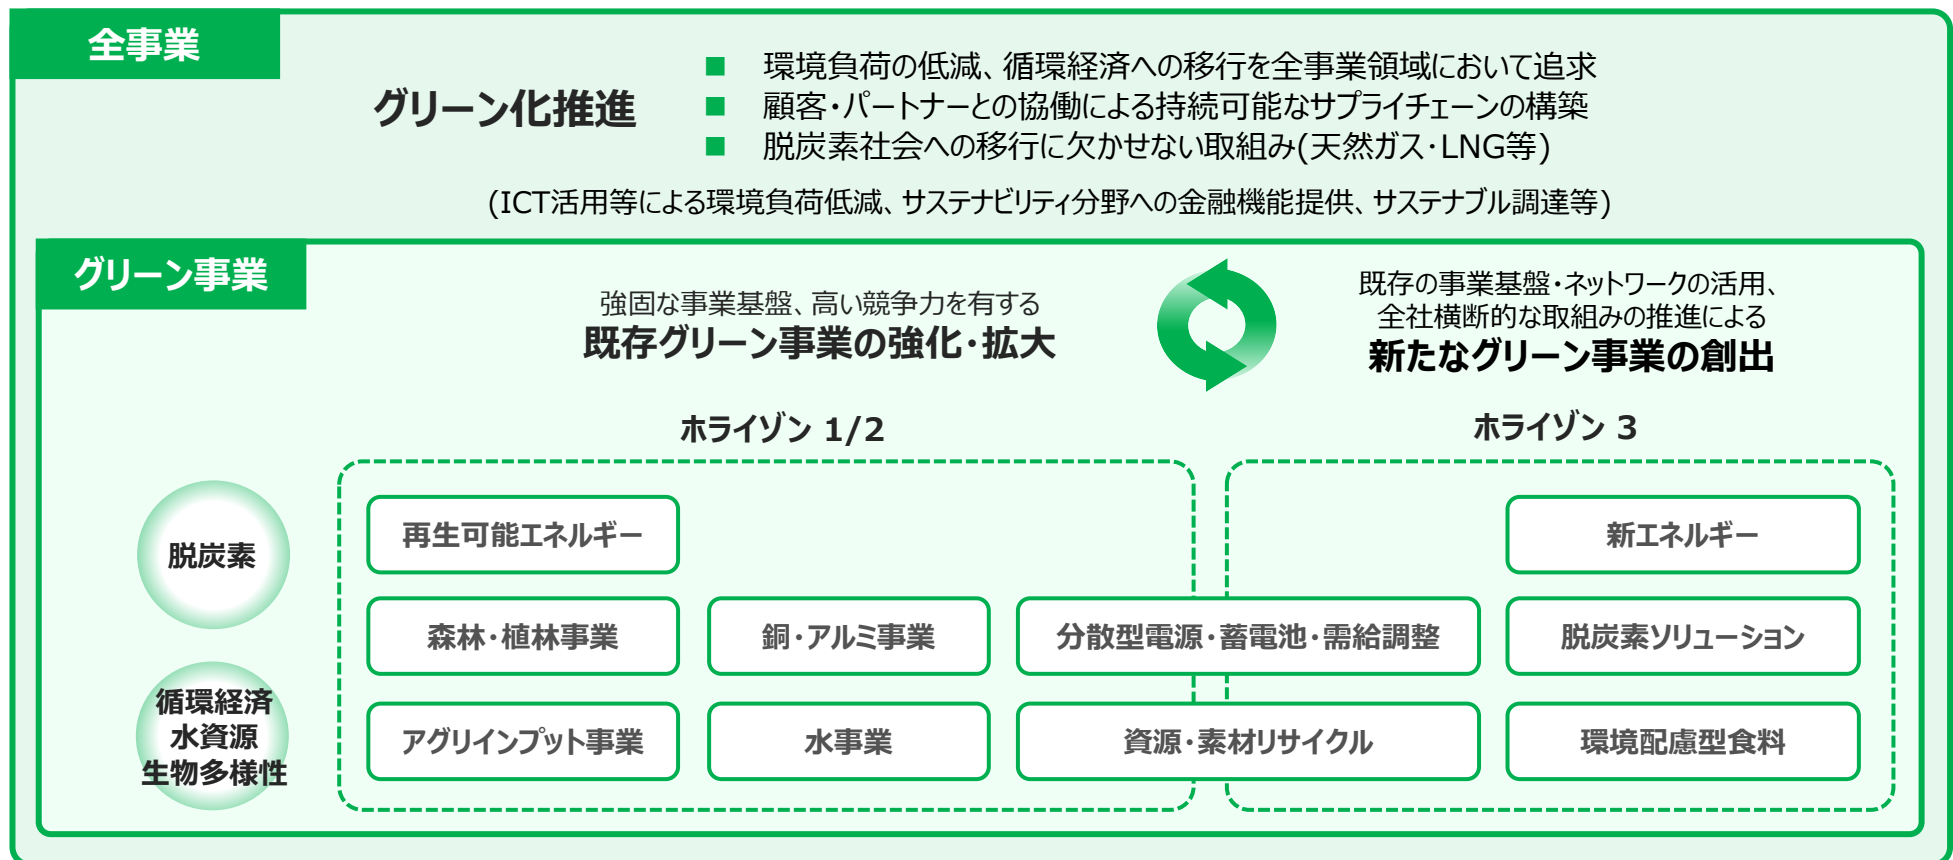 全事業
グリーン化推進
■ 環境負荷の低減、循環経済への移行を全事業領域において追求
■ 顧客・パートナーとの協働による持続可能なサプライチェーンの構築
■ 脱炭素社会への移行に欠かせない取組み(天然ガス・LNG等)
(ICT活用等による環境負荷低減、サステナビリティ分野への金融機能提供、サステナブル調達等)
グリーン事業
強固な事業基盤、高い競争力を有する
既存グリーン事業の強化・拡大
既存の事業基盤・ネットワークの活用、
全社横断的な取組みの推進による
新たなグリーン事業の創出
ホライゾン 1/2
ホライゾン 3
脱炭素
再生可能エネルギー
新エネルギー
森林・植林事業
銅・アルミ事業
分散型電源・蓄電池・需給調整
脱炭素ソリューション
循環経済
水資源
生物多様性
アグリインプット事業
水事業
資源・素材リサイクル
環境配慮型食料